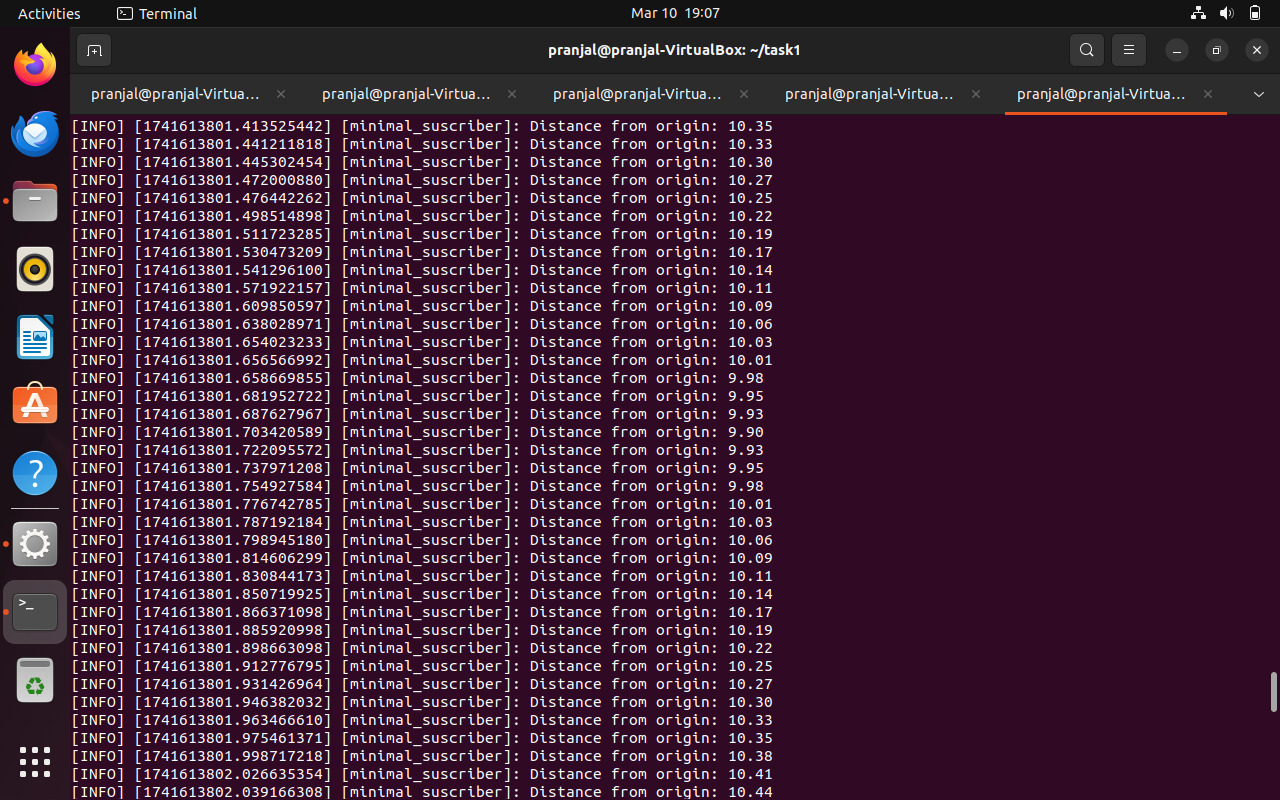 Activities
Terminal
Mar 10 19:07
pranjal@pranjal-VirtualBox: ~/task1
pranjal@pranjal-Virtua...
pranjal@pranjal-Virtua...
pranjal@pranjal-Virtua...
pranjal@pranjal-Virtua...
pranjal@pranjal-Virtua...
[INFO] [1741613801.413525442] [minimal_suscriber]: Distance from origin: 10.35
[INFO] [1741613801.441211818] [minimal_suscriber]: Distance from origin: 10.33
[INFO] [1741613801.445302454] [minimal_suscriber]: Distance from origin: 10.30
[INFO] [1741613801.472000880] [minimal_suscriber]: Distance from origin: 10.27
[INFO] [1741613801.476442262] [minimal_suscriber]: Distance from origin: 10.25
[INFO] [1741613801.498514898] [minimal_suscriber]: Distance from origin: 10.22
[INFO] [1741613801.511723285] [minimal_suscriber]: Distance from origin: 10.19
[INFO] [1741613801.530473209] [minimal_suscriber]: Distance from origin: 10.17
[INFO] [1741613801.541296100] [minimal_suscriber]: Distance from origin: 10.14
[INFO] [1741613801.571922157] [minimal_suscriber]: Distance from origin: 10.11
[INFO] [1741613801.609850597] [minimal_suscriber]: Distance from origin: 10.09
[INFO] [1741613801.638028971] [minimal_suscriber]: Distance from origin: 10.06
[INFO] [1741613801.654023233] [minimal_suscriber]: Distance from origin: 10.03
[INFO] [1741613801.656566992] [minimal_suscriber]: Distance from origin: 10.01
[INFO] [1741613801.658669855] [minimal_suscriber]: Distance from origin: 9.98
[INFO] [1741613801.681952722] [minimal_suscriber]: Distance from origin: 9.95
[INFO] [1741613801.687627967] [minimal_suscriber]: Distance from origin: 9.93
[INFO] [1741613801.703420589] [minimal_suscriber]: Distance from origin: 9.90
[INFO] [1741613801.722095572] [minimal_suscriber]: Distance from origin: 9.93
[INFO] [1741613801.737971208] [minimal_suscriber]: Distance from origin: 9.95
[INFO] [1741613801.754927584] [minimal_suscriber]: Distance from origin: 9.98
[INFO] [1741613801.776742785] [minimal_suscriber]: Distance from origin: 10.01
[INFO] [1741613801.787192184] [minimal_suscriber]: Distance from origin: 10.03
[INFO] [1741613801.798945180] [minimal_suscriber]: Distance from origin: 10.06
[INFO] [1741613801.814606299] [minimal_suscriber]: Distance from origin: 10.09
[INFO] [1741613801.830844173] [minimal_suscriber]: Distance from origin: 10.11
[INFO] [1741613801.850719925] [minimal_suscriber]: Distance from origin: 10.14
[INFO] [1741613801.866371098] [minimal_suscriber]: Distance from origin: 10.17
[INFO] [1741613801.885920998] [minimal_suscriber]: Distance from origin: 10.19
[INFO] [1741613801.898663098] [minimal_suscriber]: Distance from origin: 10.22
[INFO] [1741613801.912776795] [minimal_suscriber]: Distance from origin: 10.25
[INFO] [1741613801.931426964] [minimal_suscriber]: Distance from origin: 10.27
[INFO] [1741613801.946382032] [minimal_suscriber]: Distance from origin: 10.30
[INFO] [1741613801.963466610] [minimal_suscriber]: Distance from origin: 10.33
[INFO] [1741613801.975461371] [minimal_suscriber]: Distance from origin: 10.35
[INFO] [1741613801.998717218] [minimal_suscriber]: Distance from origin: 10.38
[INFO] [1741613802.026635354] [minimal_suscriber]: Distance from origin: 10.41
[INFO] [1741613802.039166308] [minimal_suscriber]: Distance from origin: 10.44